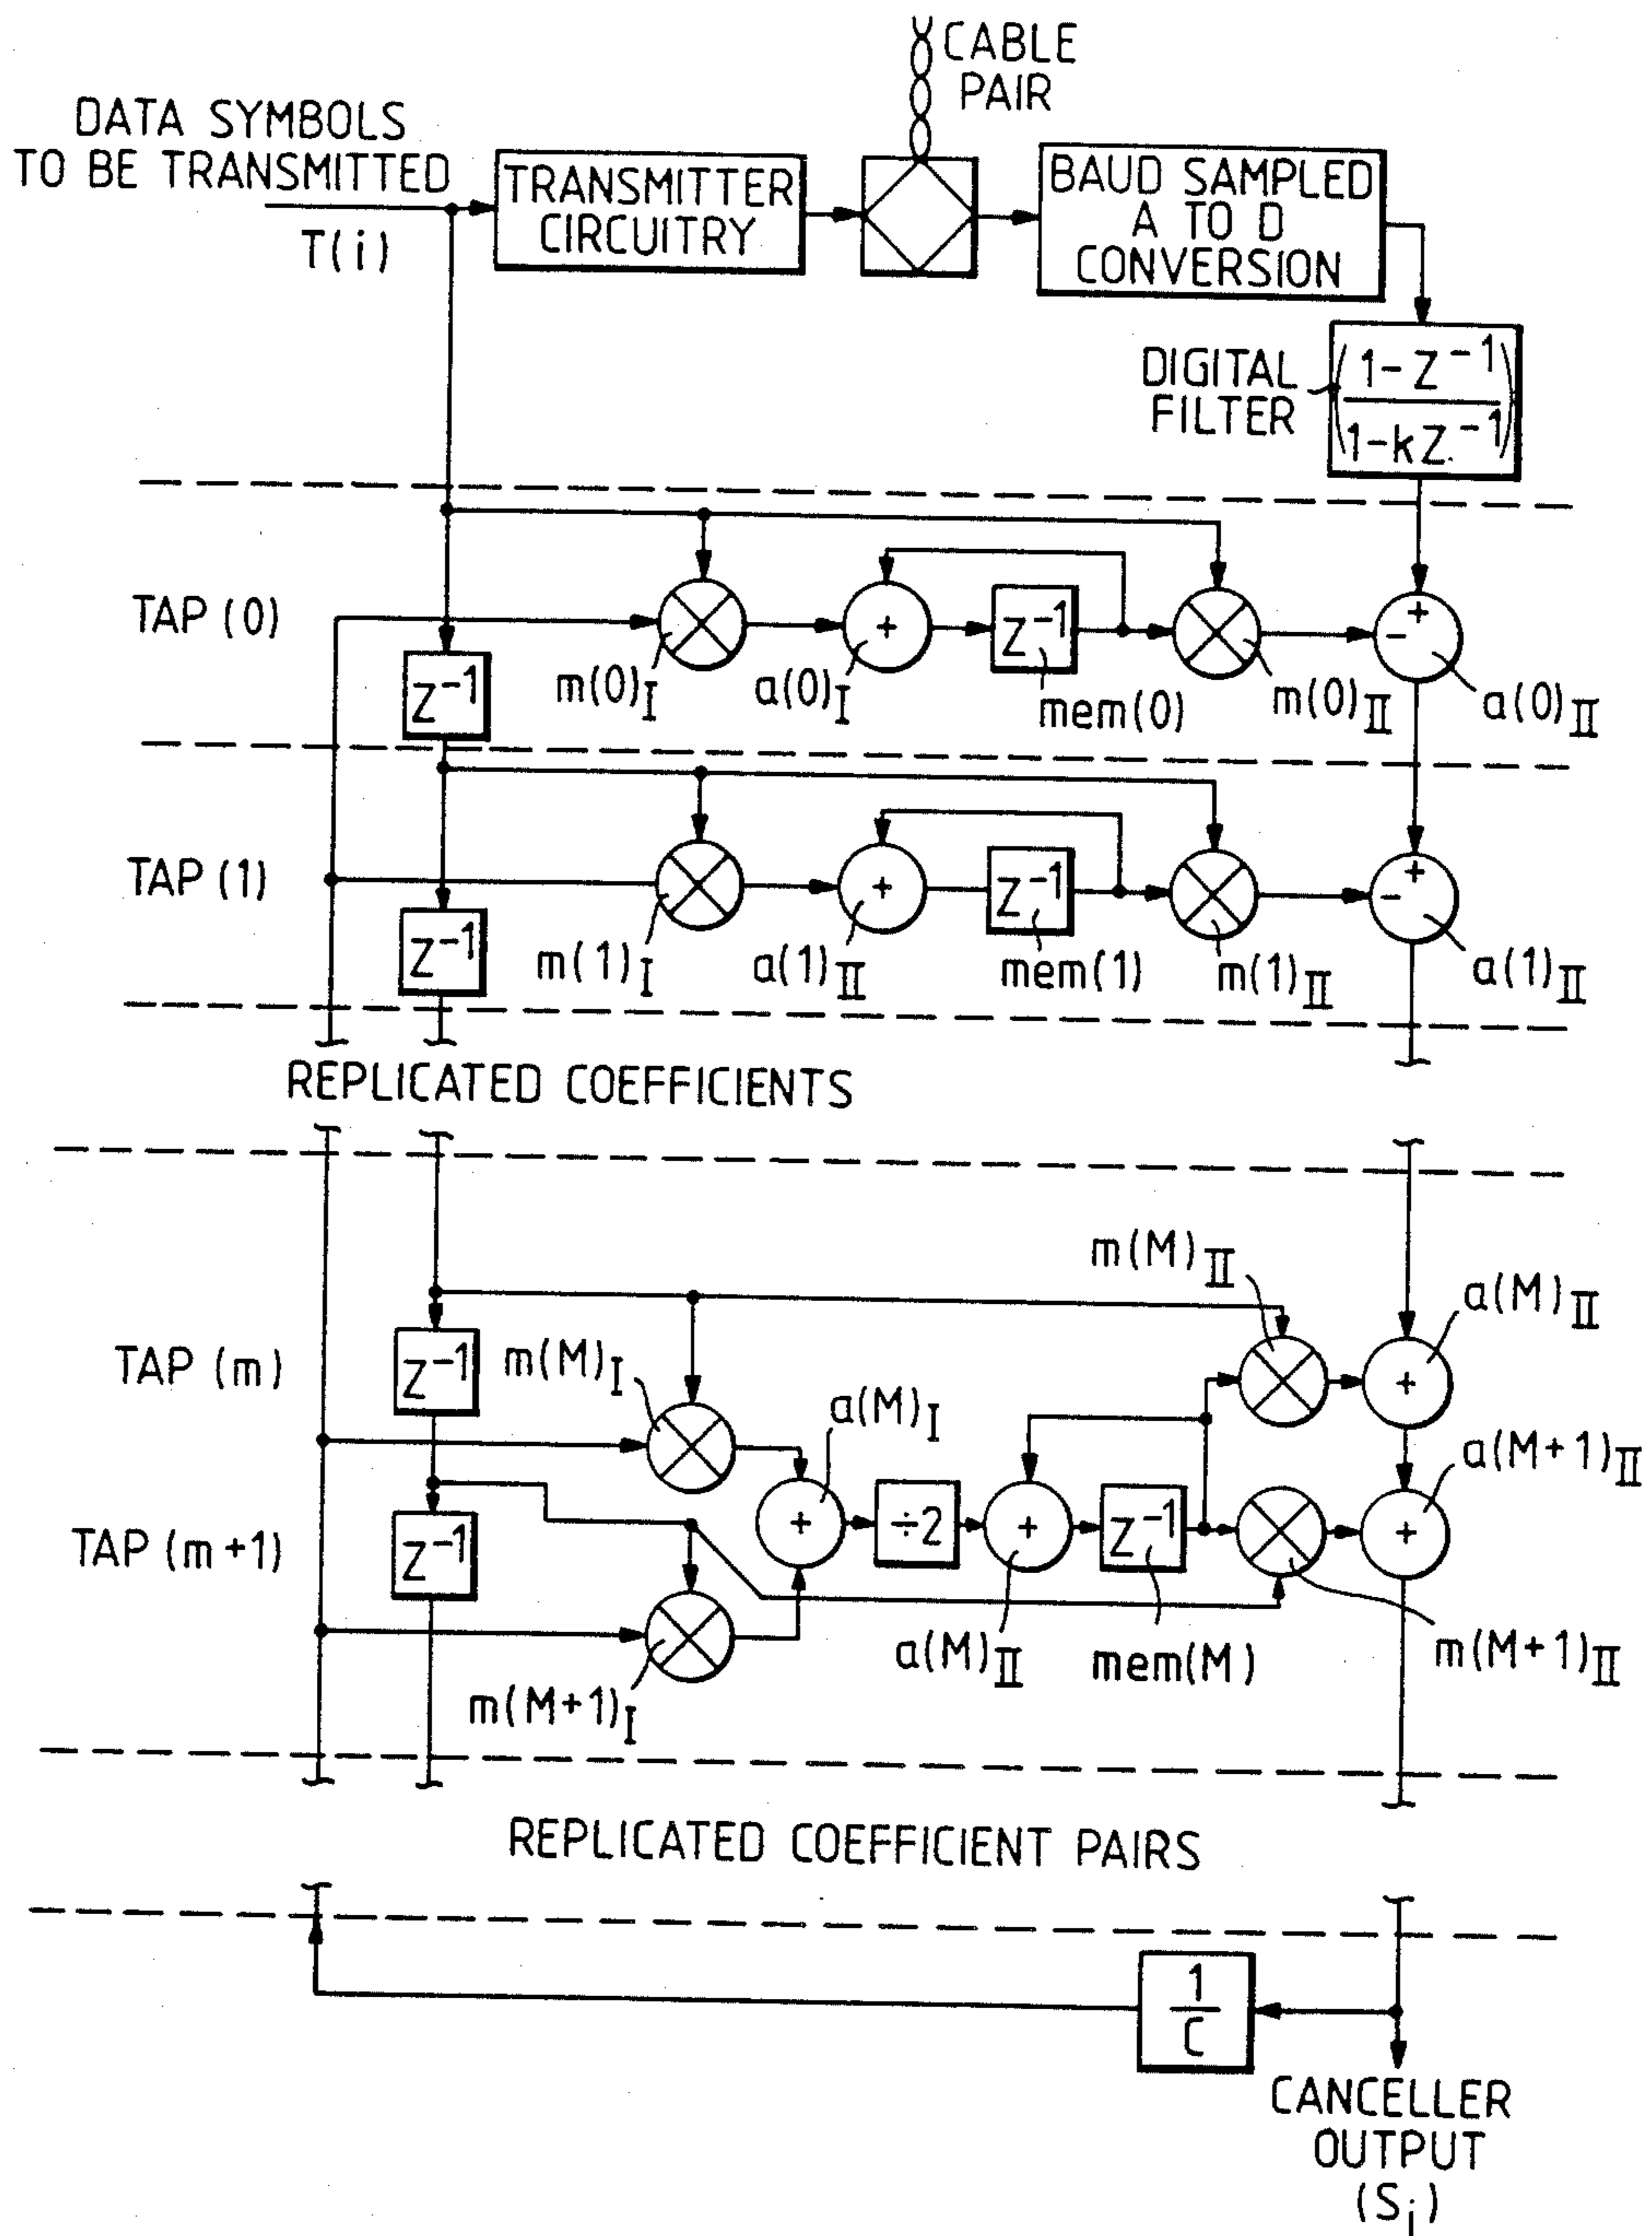 CABLE
PAIR
DATA SYMBOLS
TO BE TRANSMITTED
T(i)
TRANSMITTER
CIRCUITRY
BAUD SAMPLED
A TO D
CONVERSION
DIGITAL
FILTER
(1-Z⁻¹
1-kZ.⁻¹)
TAP (0)
+
Z⁻¹
+
-
Z⁻¹
m(0)I
a(0)I
mem(0)
m(0)II
a(0)II
TAP (1)
+
Z⁻¹
+
-
Z⁻¹
m(1)I
a(1)II
mem(1)
m(1)II
a(1)II
REPLICATED COEFFICIENTS
m(M)II
a(M)II
TAP (m)
Z⁻¹
m(M)I
a(M)I
+
a(M+1)II
TAP (m+1)
Z⁻¹
+
÷2
+
Z⁻¹
+
a(M)II
mem(M)
m(M+1)II
m(M+1)I
REPLICATED COEFFICIENT PAIRS
1
C
CANCELLER
OUTPUT
(Si)